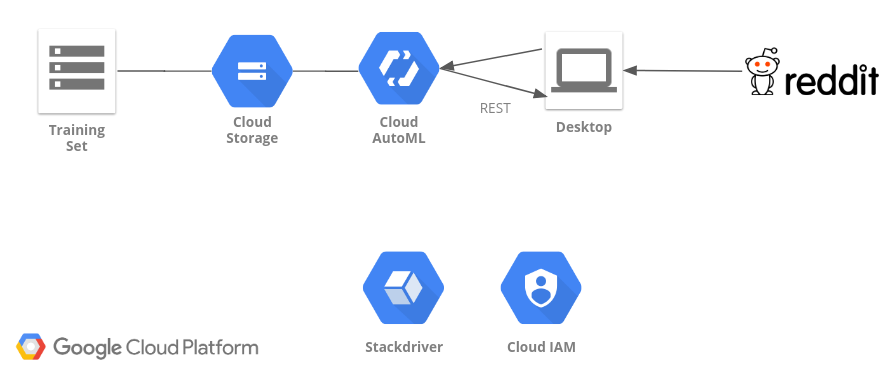 reddit
REST
Training
Set
Cloud
Storage
Cloud
AutoML
Desktop
Stackdriver
Cloud IAM
Google Cloud Platform